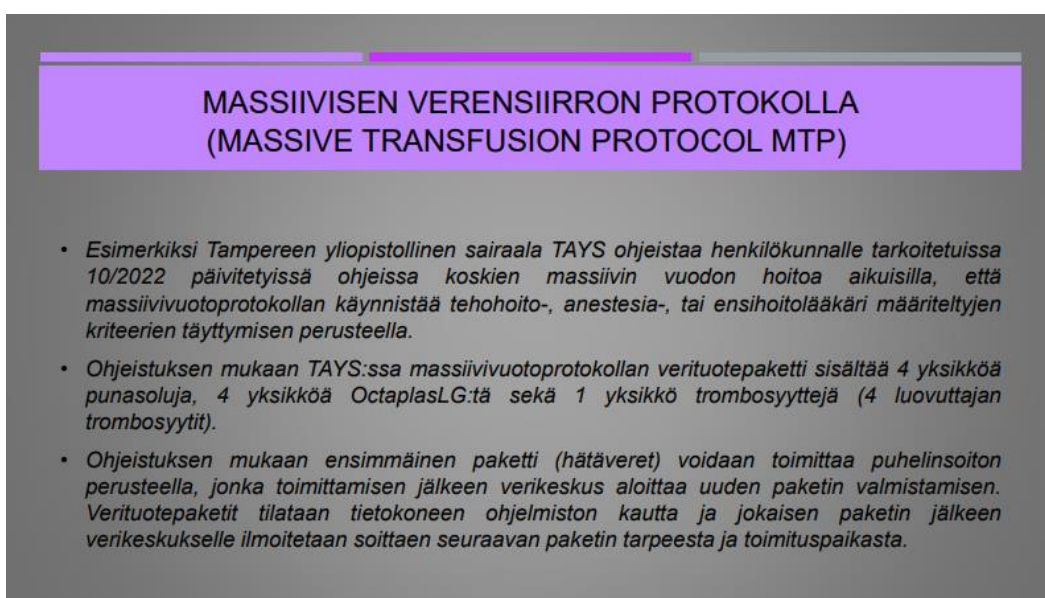 MASSIIVISEN VERENSIIRRON PROTOKOLLA
(MASSIVE TRANSFUSION PROTOCOL MTP)
• Esimerkiksi Tampereen yliopistollinen sairaala TAYS ohjeistaa henkilökunnalle tarkoitetuissa
10/2022 päivitetyissä ohjeissa koskien massiivin vuodon hoitoa aikuisilla, että
massiivivuotoprotokollan käynnistää tehohoito-, anestesia-, tai ensihoitolääkäri määriteltyjen
kriteerien täyttymisen perusteella.
• Ohjeistuksen mukaan TAYS:ssa massiivivuotoprotokollan verituotepaketti sisältää 4 yksikköä
punasoluja, 4 yksikköä OctaplasLG:tä sekä 1 yksikkö trombosyyttejä (4 luovuttajan
trombosyytit).
• Ohjeistuksen mukaan ensimmäinen paketti (hätäveret) voidaan toimittaa puhelinsoiton
perusteella, jonka toimittamisen jälkeen verikeskus aloittaa uuden paketin valmistamisen.
Verituotepaketit tilataan tietokoneen ohjelmiston kautta ja jokaisen paketin jälkeen
verikeskukselle ilmoitetaan soittaen seuraavan paketin tarpeesta ja toimituspaikasta.